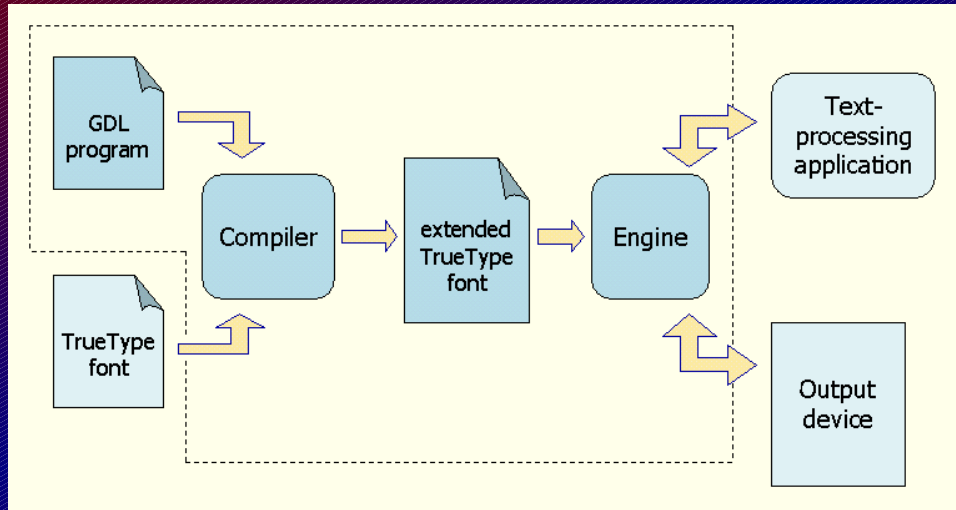 GDL
program
Text-
processing
application
Compiler
extended
TrueType
font
Engine
TrueType
font
Output
device